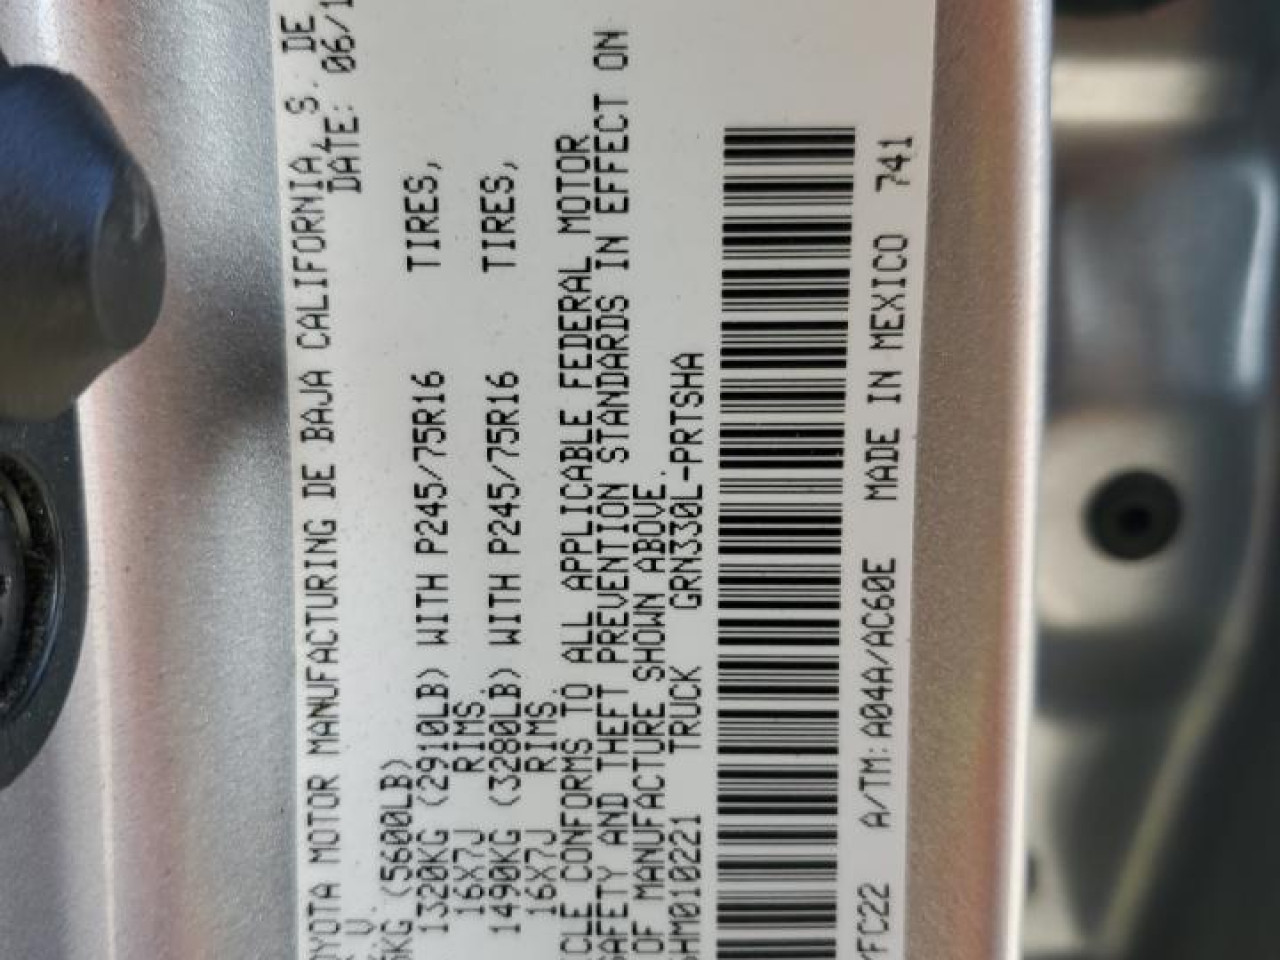 OYOTA MOTOR MANUFACTURING DE BAJA CALIFORNIA, S. DE
V. DATE: 06/1
KG (5600LB)
1320KG (2910LB) WITH P245/75R16 TIRES,
16X7J RIMS.
1490KG (3280LB) WITH P245/75R16 TIRES,
16X7J RIMS.
ICLE CONFORMS TO ALL APPLICABLE FEDERAL MOTOR
SAFETY AND THEFT PREVENTION STANDARDS IN EFFECT ON
OF MANUFACTURE SHOWN ABOVE.
HM010221 TRUCK GRN330L-PRTSHA
FC22 A/TM: A04A/AC60E MADE IN MEXICO 741